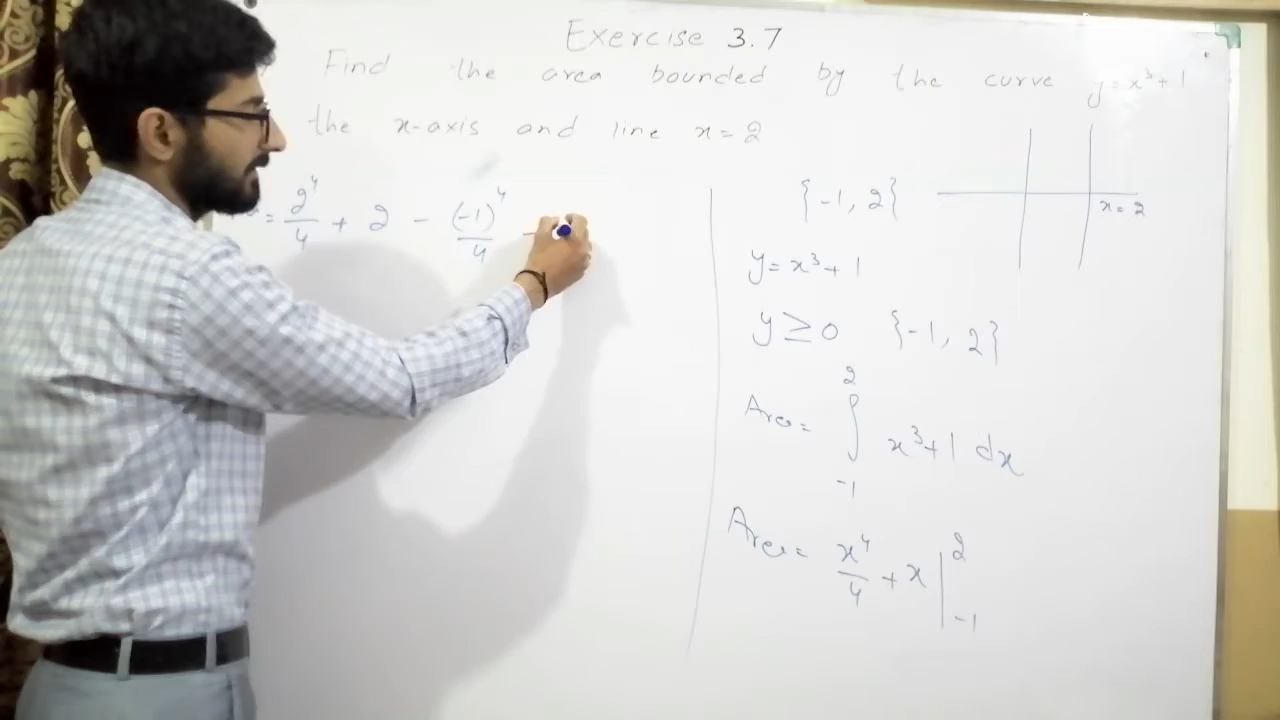 Exercise 3.7
Find the area bounded by the curve y=x³+1
the x-axis and line x=2
= 2⁴/4 + 2 - (-1)⁴/4 -
{-1, 2}
x=2
y=x³+1
y≥0 {-1, 2}
Area= ∫₋₁² x³+1 dx
Area= x⁴/4 + x |₋₁²